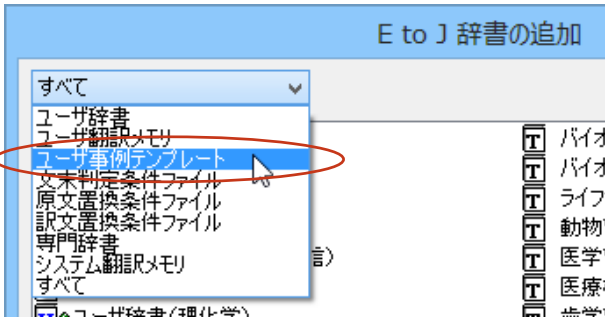 E to J 辞書の追加
すべて
ユーザ辞書
ユーザ翻訳メモリ
ユーザ事例テンプレート
文末判定条件ファイル
原文置換条件ファイル
訳文置換条件ファイル
専門辞書
システム翻訳メモリ
すべて
T バイオ
T バイオ
T ライフ
T 動物
T 医学
T 医療
ユーザ辞書(理化学)